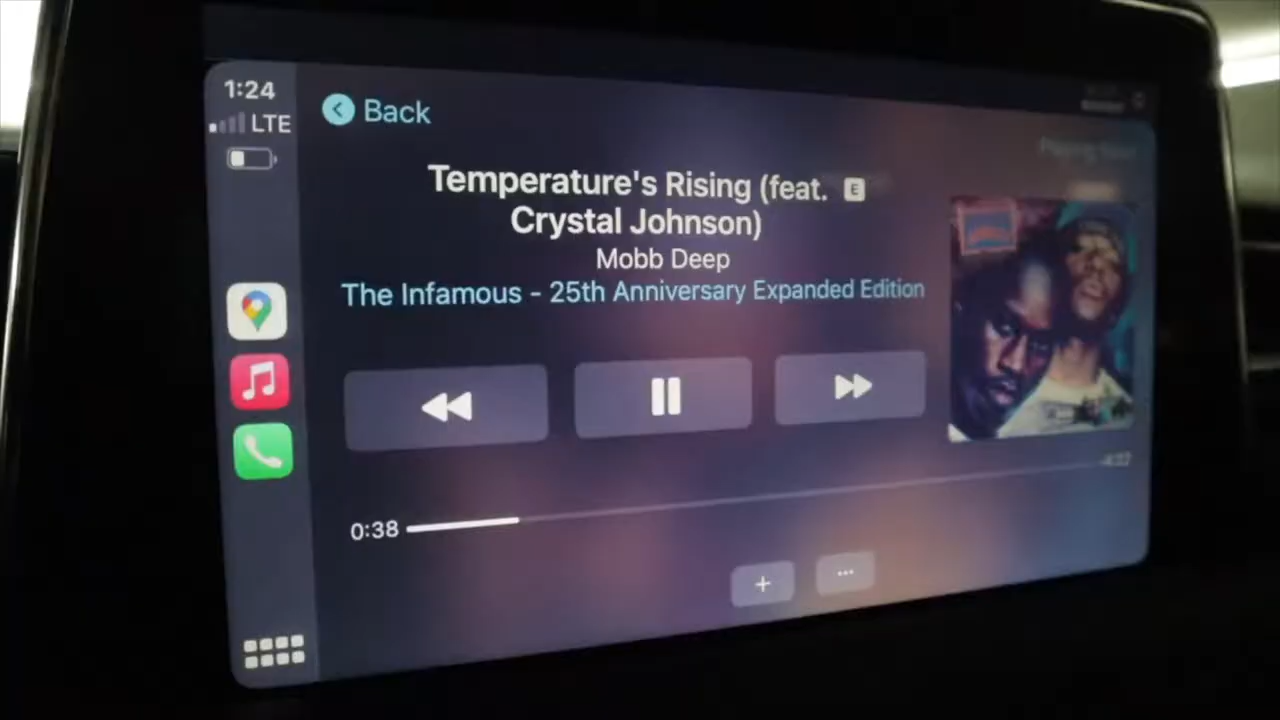 1:24
LTE
Back
Temperature's Rising (feat. E
Crystal Johnson)
Mobb Deep
The Infamous - 25th Anniversary Expanded Edition
0:38
+
...